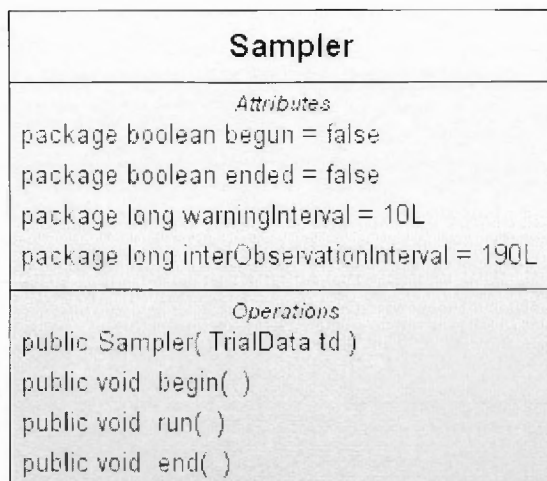 Sampler
Attributes
package boolean begun = false
package boolean ended = false
package long warningInterval = 10L
package long interObservationInterval = 190L
Operations
public Sampler( TrialData td )
public void begin( )
public void run( )
public void end( )